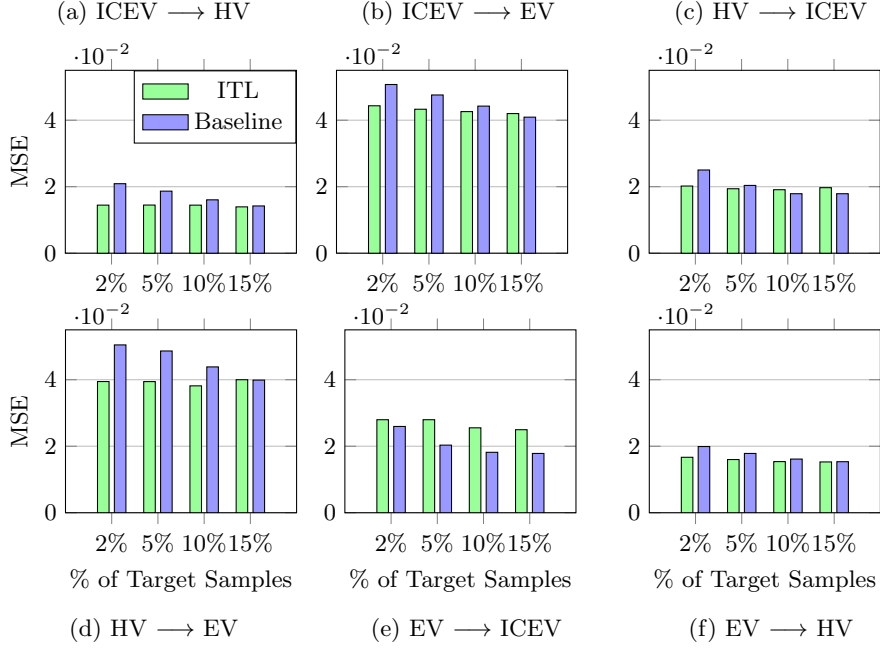 (a) ICEV ⟶ HV
(b) ICEV ⟶ EV
(c) HV ⟶ ICEV
·10⁻²
·10⁻²
·10⁻²
ITL
Baseline
MSE
4
2
0
4
2
0
4
2
0
2% 5% 10% 15%
2% 5% 10% 15%
2% 5% 10% 15%
·10⁻²
·10⁻²
·10⁻²
MSE
4
2
0
4
2
0
4
2
0
2% 5% 10% 15%
2% 5% 10% 15%
2% 5% 10% 15%
% of Target Samples
% of Target Samples
% of Target Samples
(d) HV ⟶ EV
(e) EV ⟶ ICEV
(f) EV ⟶ HV